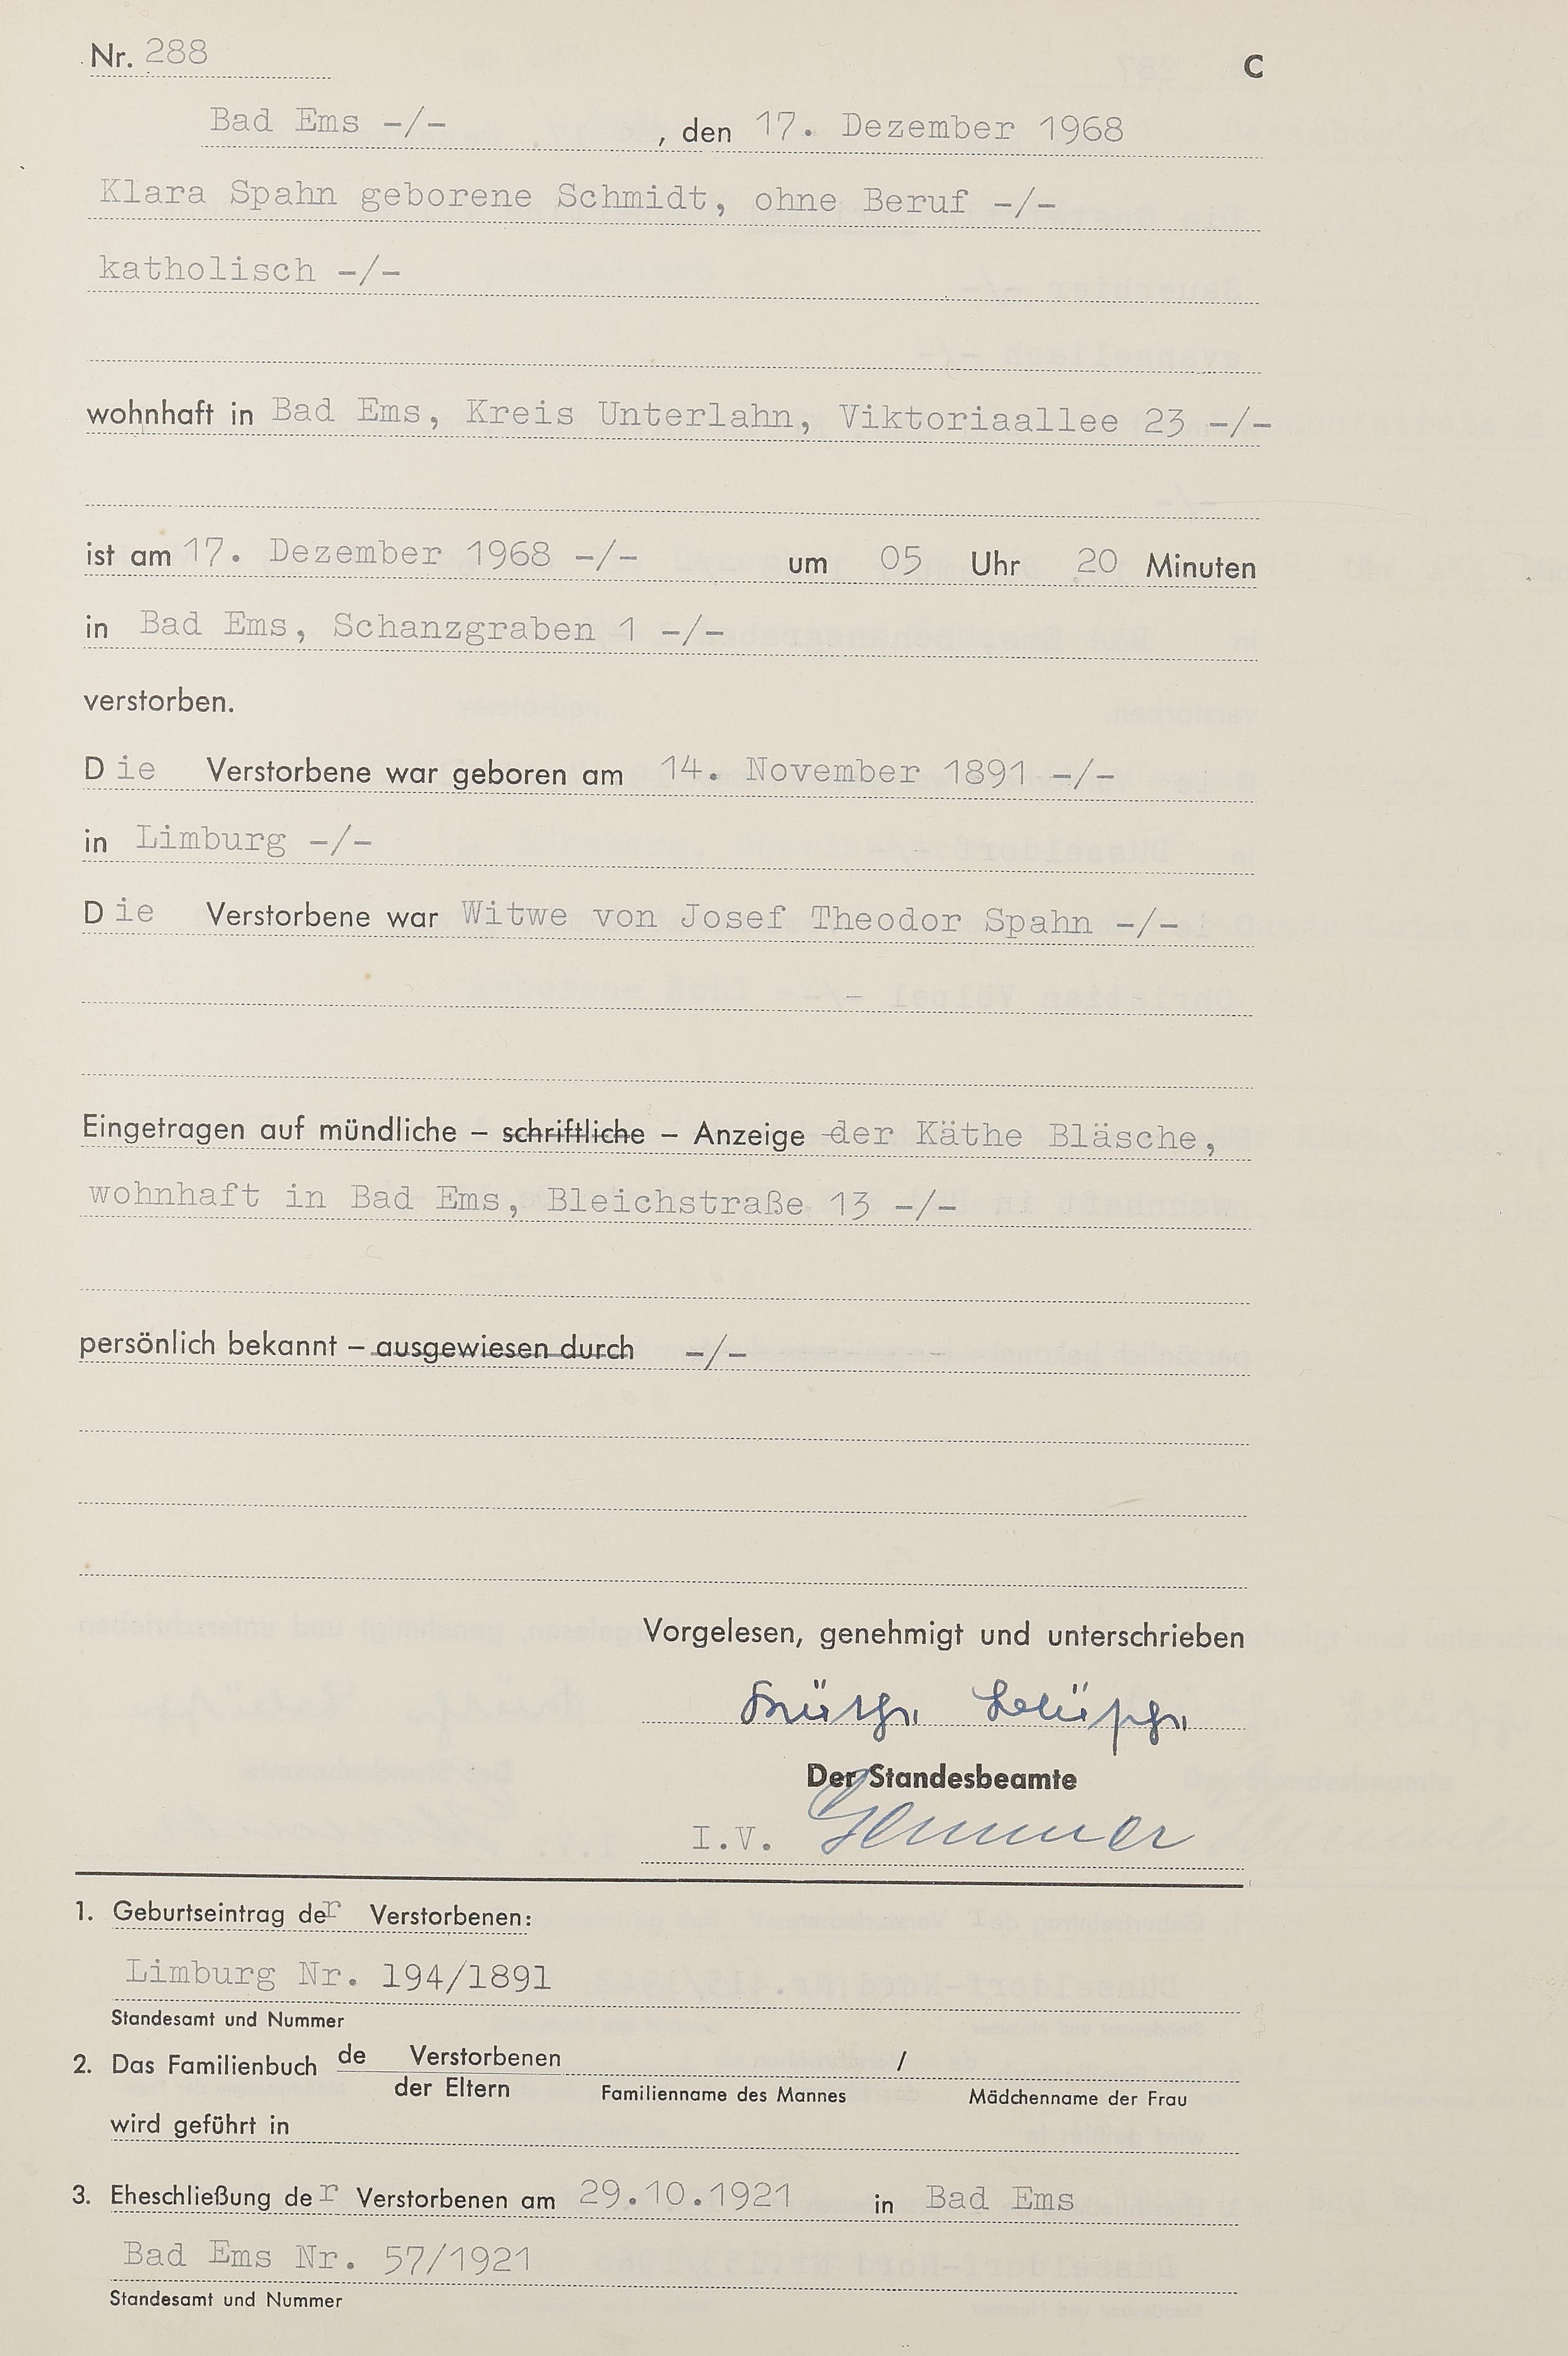 Nr. 288
C
Bad Ems -/- , den 17. Dezember 1968
Klara Spahn geborene Schmidt, ohne Beruf -/-
katholisch -/-
wohnhaft in Bad Ems, Kreis Unterlahn, Viktoriaallee 23 -/-
ist am 17. Dezember 1968 -/- um 05 Uhr 20 Minuten
in Bad Ems, Schanzgraben 1 -/-
verstorben.
Die Verstorbene war geboren am 14. November 1891 -/-
in Limburg -/-
Die Verstorbene war Witwe von Josef Theodor Spahn -/-
Eingetragen auf mündliche – schriftliche – Anzeige der Käthe Bläsche,
wohnhaft in Bad Ems, Bleichstraße 13 -/-
persönlich bekannt – ausgewiesen durch -/-
Vorgelesen, genehmigt und unterschrieben
Der Standesbeamte
I.V.
1. Geburtseintrag der Verstorbenen:
Limburg Nr. 194/1891
Standesamt und Nummer
2. Das Familienbuch de Verstorbenen /
der Eltern Familienname des Mannes Mädchenname der Frau
wird geführt in
3. Eheschließung der Verstorbenen am 29.10.1921 in Bad Ems
Bad Ems Nr. 57/1921
Standesamt und Nummer